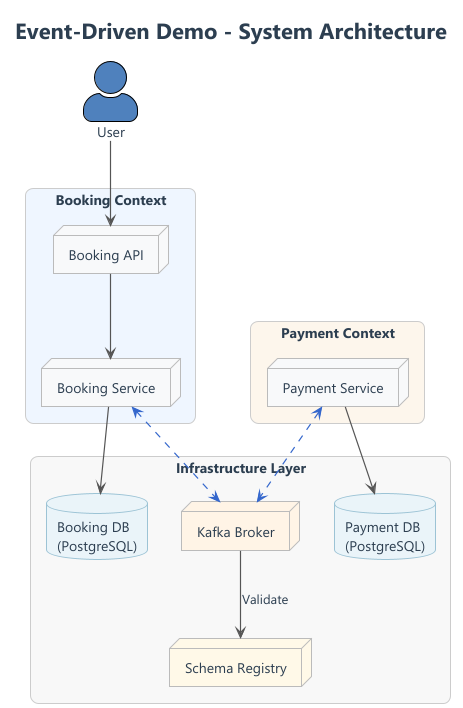 Event-Driven Demo - System Architecture
User
Booking Context
Booking API
Payment Context
Booking Service
Payment Service
Infrastructure Layer
Booking DB
(PostgreSQL)
Kafka Broker
Payment DB
(PostgreSQL)
Validate
Schema Registry